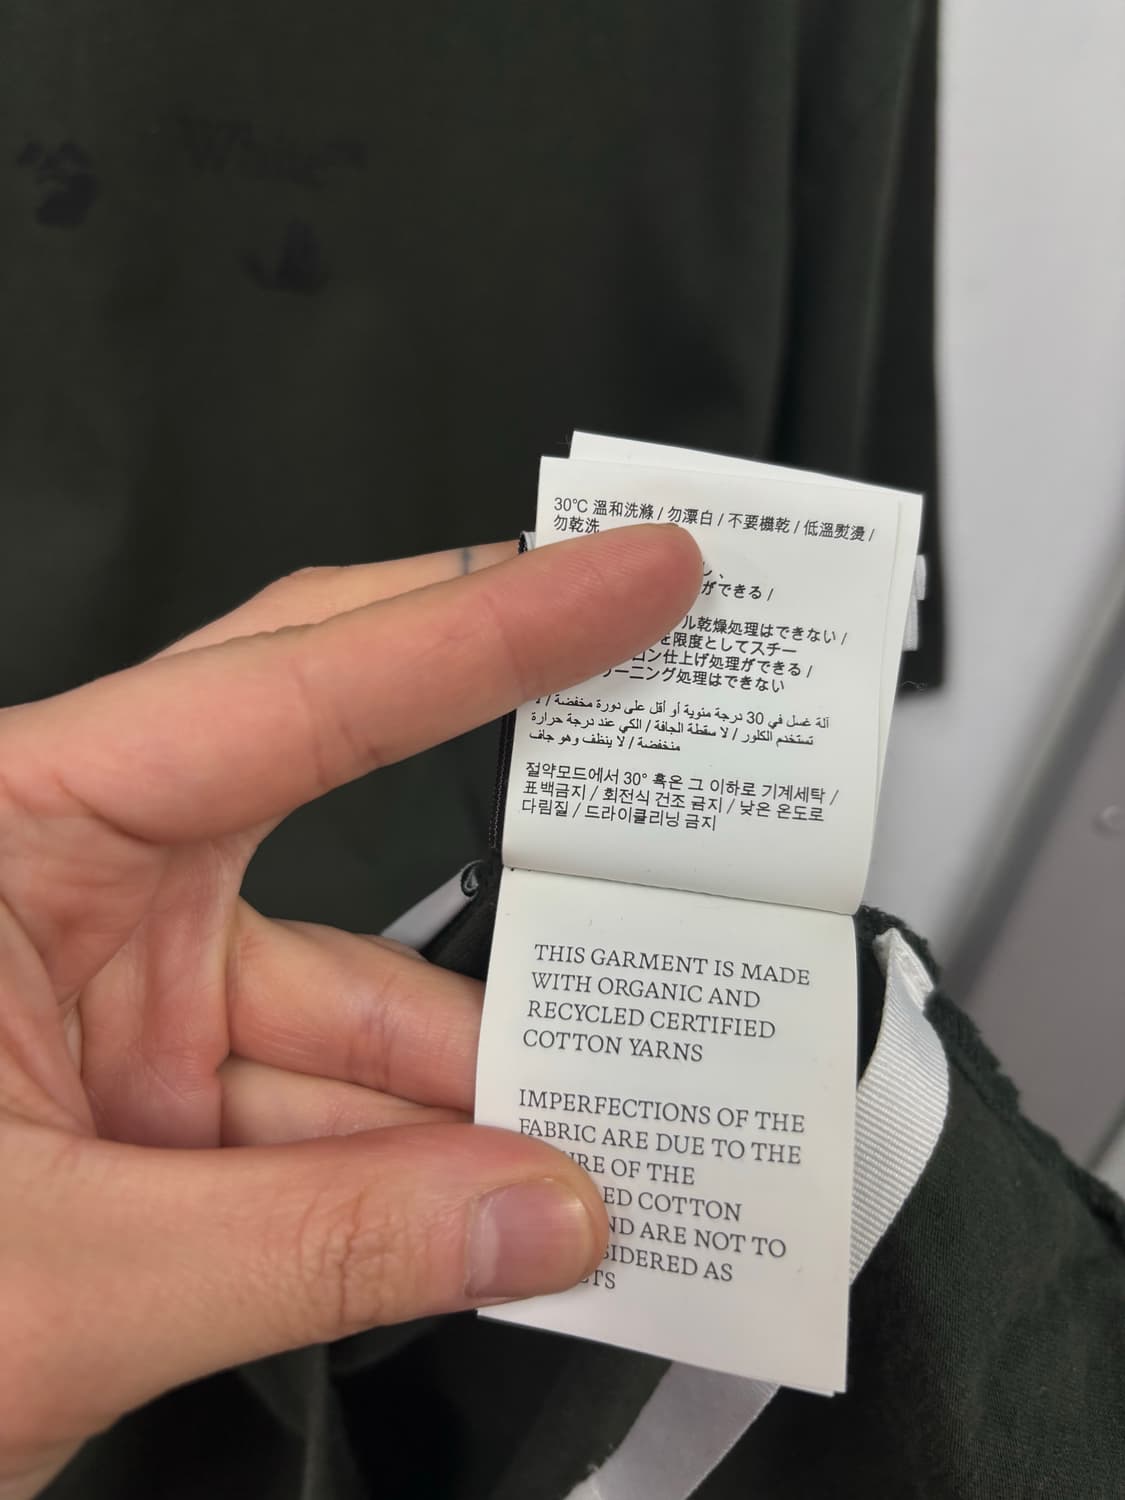 White™
30℃ 溫和洗滌 / 勿漂白 / 不要機乾 / 低溫熨燙 /
勿乾洗
し、
ができる /
ル乾燥処理はできない /
を限度としてスチー
ロン仕上げ処理ができる /
ーニング処理はできない
آلة غسل في 30 درجة مئوية أو أقل على دورة مخفضة / لا
تستخدم الكلور / لا سقطة الجافة / الكي عند درجة حرارة
منخفضة / لا ينظف وهو جاف
절약모드에서 30° 혹은 그 이하로 기계세탁 /
표백금지 / 회전식 건조 금지 / 낮은 온도로
다림질 / 드라이클리닝 금지
THIS GARMENT IS MADE
WITH ORGANIC AND
RECYCLED CERTIFIED
COTTON YARNS
IMPERFECTIONS OF THE
FABRIC ARE DUE TO THE
OF THE
COTTON
ARE NOT TO
AS